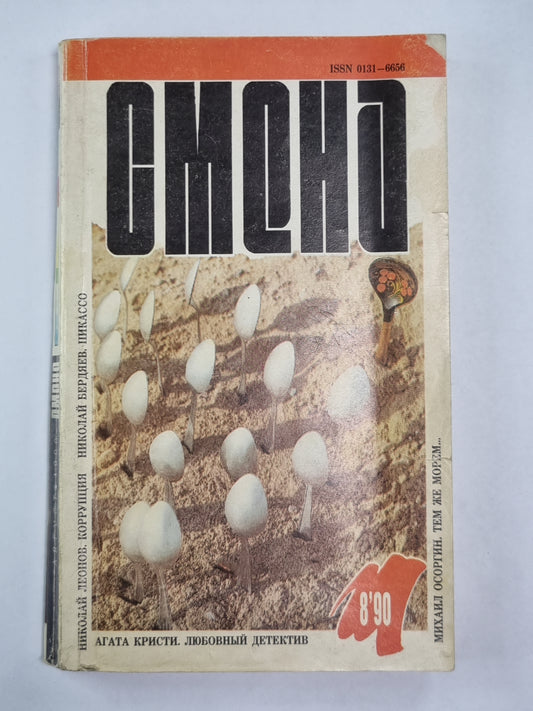 ISSN 0131—6656
СМЕНА
НИКОЛАЙ ЛЕОНОВ. КОРРУПЦИЯ НИКОЛАЙ БЕРДЯЕВ. ПИКАССО
МИХАИЛ ОСОРГИН. ТЕМ ЖЕ МОРЕМ...
8'90
АГАТА КРИСТИ. ЛЮБОВНЫЙ ДЕТЕКТИВ